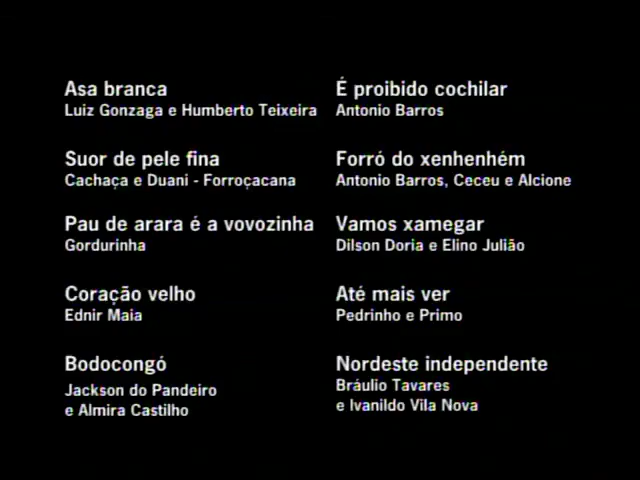 Asa branca
Luiz Gonzaga e Humberto Teixeira
Suor de pele fina
Cachaça e Duani - Forroçacana
Pau de arara é a vovozinha
Gordurinha
Coração velho
Ednir Maia
Bodocongó
Jackson do Pandeiro
e Almira Castilho
É proibido cochilar
Antonio Barros
Forró do xenhenhém
Antonio Barros, Ceceu e Alcione
Vamos xamegar
Dilson Doria e Elino Julião
Até mais ver
Pedrinho e Primo
Nordeste independente
Bráulio Tavares
e Ivanildo Vila Nova